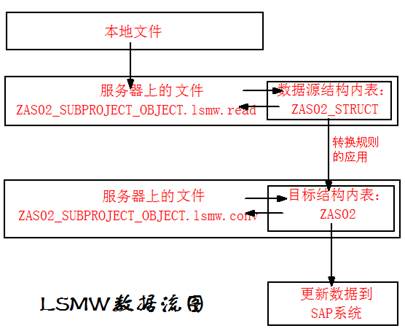 本地文件
服务器上的文件
ZAS02_SUBPROJECT_OBJECT.lsmw.read
数据源结构内表:
ZAS02_STRUCT
转换规则
的应用
服务器上的文件
ZAS02_SUBPROJECT_OBJECT.lsmw.conv
目标结构内表:
ZAS02
LSMW数据流图
更新数据到
SAP系统